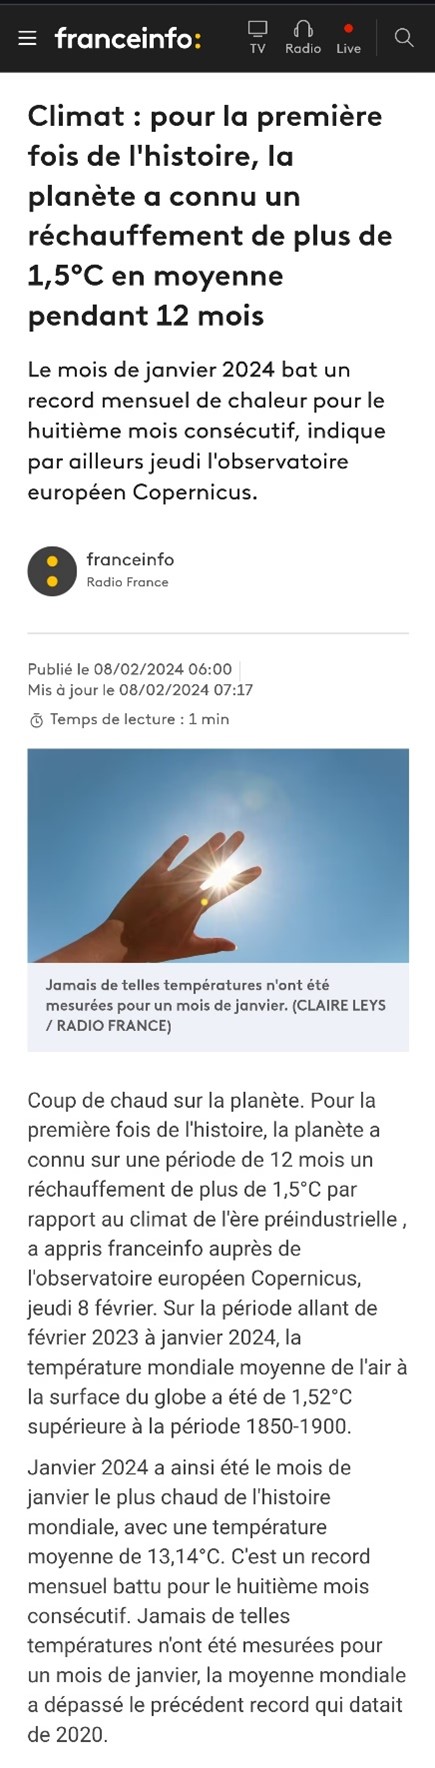 franceinfo:
TV
Radio
Live
Climat : pour la première
fois de l'histoire, la
planète a connu un
réchauffement de plus de
1,5°C en moyenne
pendant 12 mois
Le mois de janvier 2024 bat un
record mensuel de chaleur pour le
huitième mois consécutif, indique
par ailleurs jeudi l'observatoire
européen Copernicus.
franceinfo
Radio France
Publié le 08/02/2024 06:00
Mis à jour le 08/02/2024 07:17
Temps de lecture : 1 min
Jamais de telles températures n'ont été
mesurées pour un mois de janvier. (CLAIRE LEYS
/ RADIO FRANCE)
Coup de chaud sur la planète. Pour la
première fois de l'histoire, la planète a
connu sur une période de 12 mois un
réchauffement de plus de 1,5°C par
rapport au climat de l'ère préindustrielle ,
a appris franceinfo auprès de
l'observatoire européen Copernicus,
jeudi 8 février. Sur la période allant de
février 2023 à janvier 2024, la
température mondiale moyenne de l'air à
la surface du globe a été de 1,52°C
supérieure à la période 1850-1900.
Janvier 2024 a ainsi été le mois de
janvier le plus chaud de l'histoire
mondiale, avec une température
moyenne de 13,14°C. C'est un record
mensuel battu pour le huitième mois
consécutif. Jamais de telles
températures n'ont été mesurées pour
un mois de janvier, la moyenne mondiale
a dépassé le précédent record qui datait
de 2020.